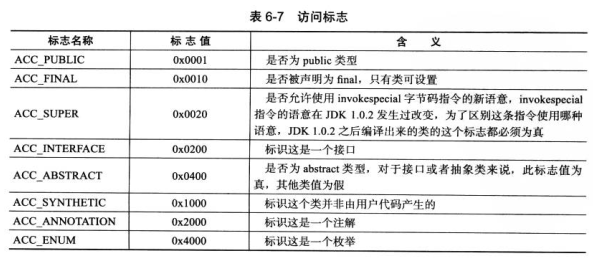 表 6-7 访问标志
标志名称 标 志 值 含 义
ACC_PUBLIC 0x0001 是否为 public 类型
ACC_FINAL 0x0010 是否被声明为 final，只有类可设置
是否允许使用 invokespecial 字节码指令的新语意，invokespecial
指令的语意在 JDK 1.0.2 发生过改变，为了区别这条指令使用哪种
ACC_SUPER 0x0020
语意，JDK 1.0.2 之后编译出来的类的这个标志都必须为真
ACC_INTERFACE 0x0200 标识这是一个接口
是否为 abstract 类型，对于接口或者抽象类来说，此标志值为
ACC_ABSTRACT 0x0400
真，其他类值为假
ACC_SYNTHETIC 0x1000 标识这个类并非由用户代码产生的
ACC_ANNOTATION 0x2000 标识这是一个注解
ACC_ENUM 0x4000 标识这是一个枚举